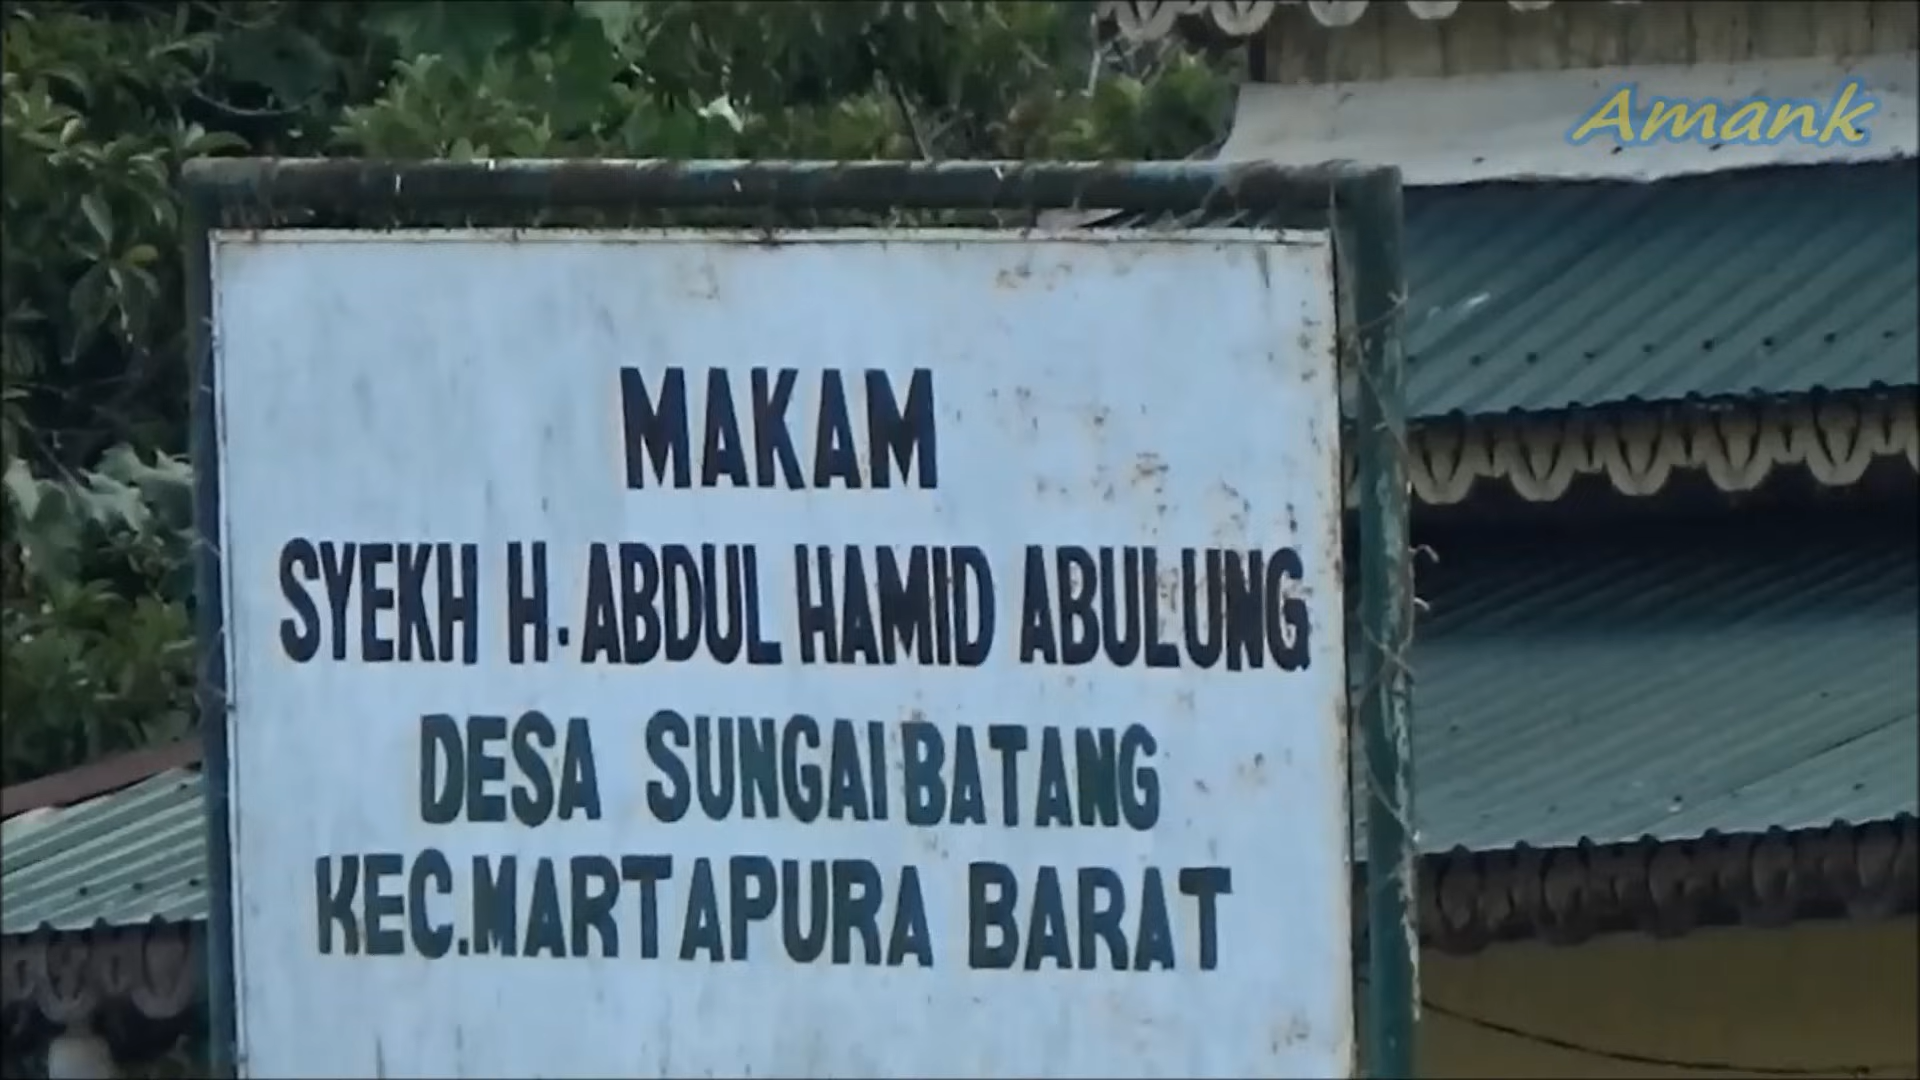 Amank
MAKAM
SYEKH H. ABDUL HAMID ABULUNG
DESA SUNGAI BATANG
KEC. MARTAPURA BARAT